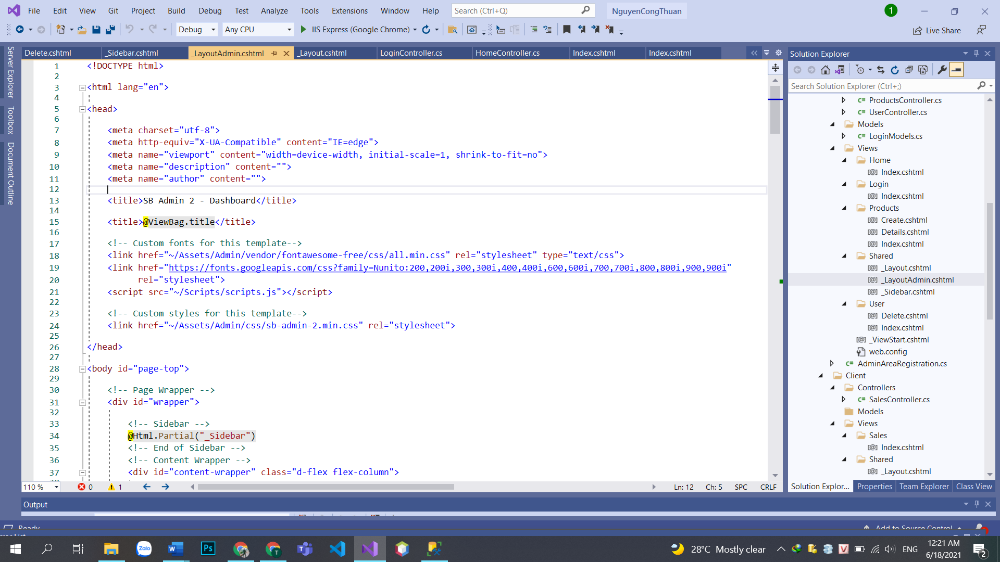 File Edit View Git Project Build Debug Test Analyze Tools Extensions Window Help Search (Ctrl+Q) NguyenCongThuan 1
Debug Any CPU IIS Express (Google Chrome) Live Share
Server Explorer
Toolbox
Document Outline
Delete.cshtml _Sidebar.cshtml _LayoutAdmin.cshtml _Layout.cshtml LoginController.cs HomeController.cs Index.cshtml Index.cshtml
1 <!DOCTYPE html>
2
3 <html lang="en">
4
5 <head>
6
7 <meta charset="utf-8">
8 <meta http-equiv="X-UA-Compatible" content="IE=edge">
9 <meta name="viewport" content="width=device-width, initial-scale=1, shrink-to-fit=no">
10 <meta name="description" content="">
11 <meta name="author" content="">
12
13 <title>SB Admin 2 - Dashboard</title>
14
15 <title>@ViewBag.title</title>
16
17 <!-- Custom fonts for this template-->
18 <link href="~/Assets/Admin/vendor/fontawesome-free/css/all.min.css" rel="stylesheet" type="text/css">
19 <link href="https://fonts.googleapis.com/css?family=Nunito:200,200i,300,300i,400,400i,600,600i,700,700i,800,800i,900,900i"
20 rel="stylesheet">
21 <script src="~/Scripts/scripts.js"></script>
22
23 <!-- Custom styles for this template-->
24 <link href="~/Assets/Admin/css/sb-admin-2.min.css" rel="stylesheet">
25
26 </head>
27
28 <body id="page-top">
29
30 <!-- Page Wrapper -->
31 <div id="wrapper">
32
33 <!-- Sidebar -->
34 @Html.Partial("_Sidebar")
35 <!-- End of Sidebar -->
36 <!-- Content Wrapper -->
37 <div id="content-wrapper" class="d-flex flex-column">
110 % 0 1 Ln: 12 Ch: 5 SPC CRLF
Solution Explorer
Search Solution Explorer (Ctrl+;)
C# ProductsController.cs
C# UserController.cs
Models
C# LoginModels.cs
Views
Home
[@] Index.cshtml
Login
[@] Index.cshtml
Products
[@] Create.cshtml
[@] Details.cshtml
[@] Index.cshtml
Shared
[@] _Layout.cshtml
[@] _LayoutAdmin.cshtml
[@] _Sidebar.cshtml
User
[@] Delete.cshtml
[@] Index.cshtml
[@] _ViewStart.cshtml
web.config
C# AdminAreaRegistration.cs
Client
Controllers
C# SalesController.cs
Models
Views
Sales
[@] Index.cshtml
Shared
[@] _Layout.cshtml
Solution Explor... Properties Team Explorer Class View
Output
Ready Add to Source Control
Zalo Ps T 28°C Mostly clear V ENG 12:21 AM
6/18/2021 2